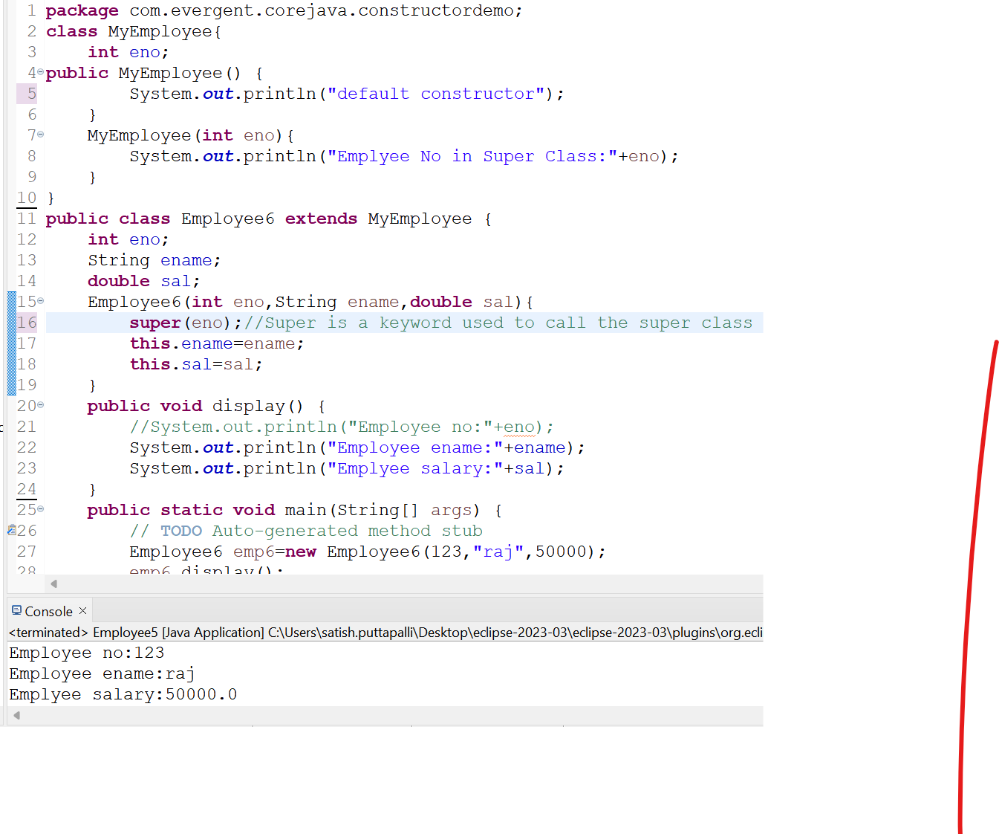 1 package com.evergent.corejava.constructordemo;
2 class MyEmployee{
3     int eno;
4 public MyEmployee() {
5         System.out.println("default constructor");
6     }
7     MyEmployee(int eno){
8         System.out.println("Emplyee No in Super Class:"+eno);
9     }
10 }
11 public class Employee6 extends MyEmployee {
12     int eno;
13     String ename;
14     double sal;
15     Employee6(int eno,String ename,double sal){
16         super(eno);//Super is a keyword used to call the super class
17         this.ename=ename;
18         this.sal=sal;
19     }
20     public void display() {
21         //System.out.println("Employee no:"+eno);
22         System.out.println("Employee ename:"+ename);
23         System.out.println("Emplyee salary:"+sal);
24     }
25     public static void main(String[] args) {
26         // TODO Auto-generated method stub
27         Employee6 emp6=new Employee6(123,"raj",50000);
28         emp6.display();
Console
<terminated> Employee5 [Java Application] C:\Users\satish.puttapalli\Desktop\eclipse-2023-03\eclipse-2023-03\plugins\org.ecli
Employee no:123
Employee ename:raj
Emplyee salary:50000.0